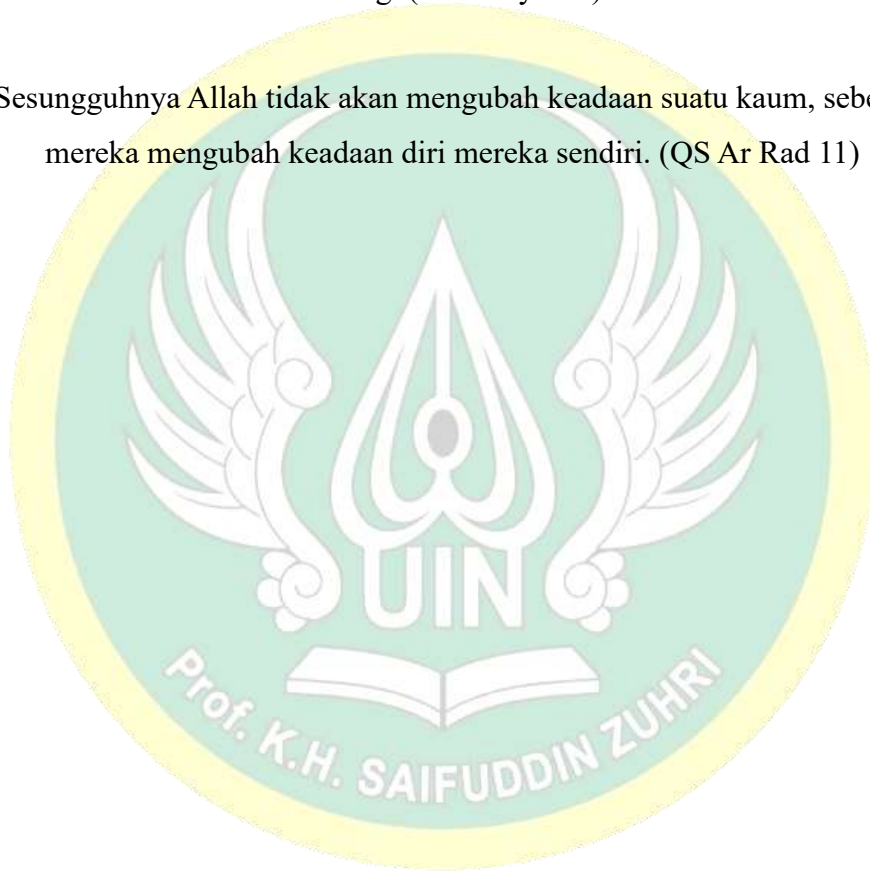 Sesungguhnya Allah tidak akan mengubah keadaan suatu kaum,
mereka mengubah keadaan diri mereka sendiri. (QS Ar Rad 11)
UIN
Prof. K.H. SAIFUDDIN ZUHRI